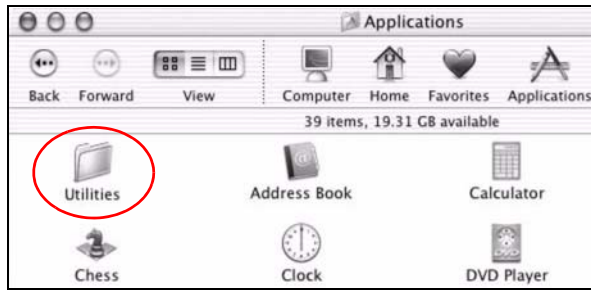 Applications
Back Forward View Computer Home Favorites Applications
39 items, 19.31 GB available
Utilities Address Book Calculator
Chess Clock DVD Player